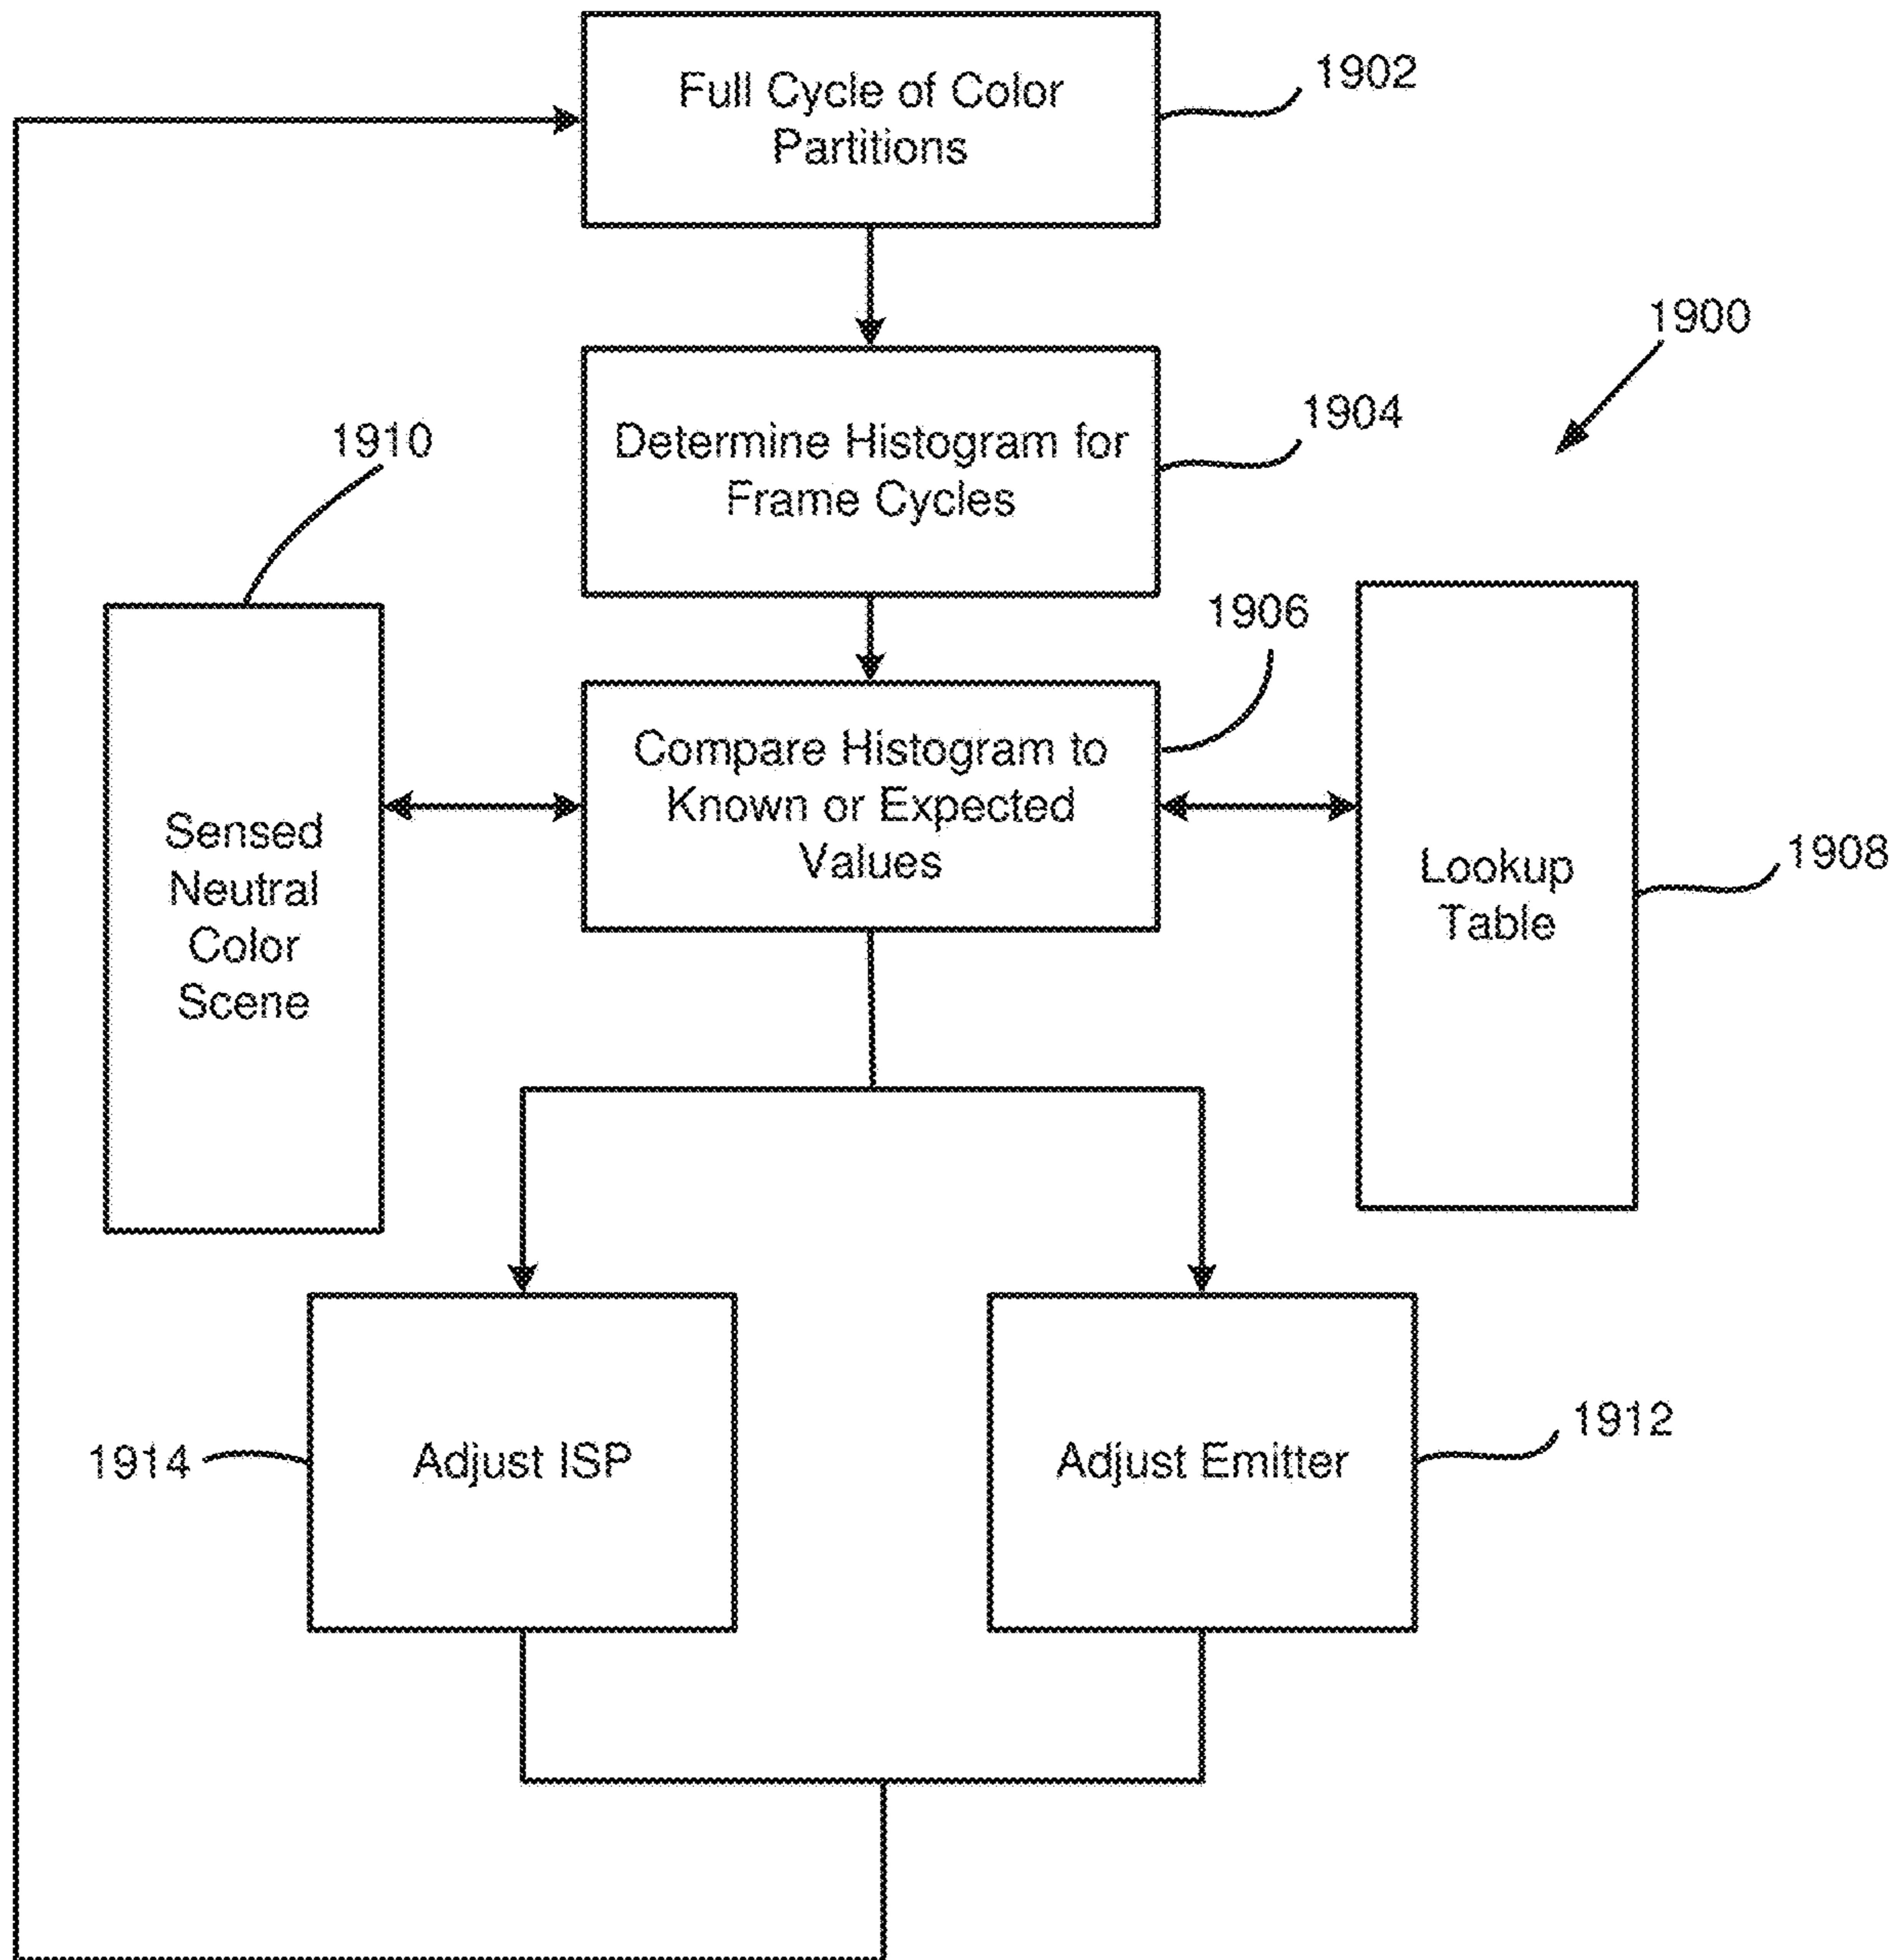 Full Cycle of Color
Partitions
1902
1900
Determine Histogram for
Frame Cycles
1904
1910
1906
Compare Histogram to
Known or Expected
Values
Sensed
Neutral
Color
Scene
Lookup
Table
1908
1914
Adjust ISP
Adjust Emitter
1912